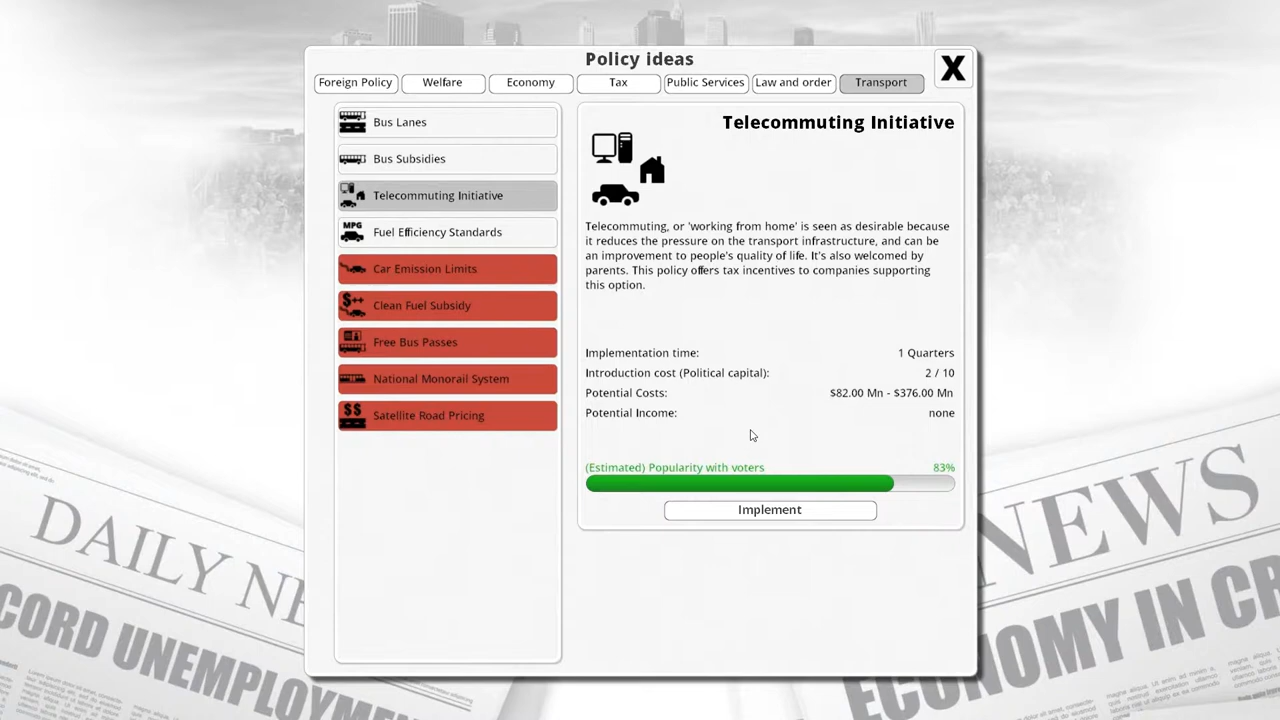 Policy ideas
X
Foreign Policy
Welfare
Economy
Tax
Public Services
Law and order
Transport
Bus Lanes
Bus Subsidies
Telecommuting Initiative
MPG
Fuel Efficiency Standards
Car Emission Limits
$++
Clean Fuel Subsidy
Free Bus Passes
National Monorail System
$$
Satellite Road Pricing
Telecommuting Initiative
Telecommuting, or 'working from home' is seen as desirable because
it reduces the pressure on the transport infrastructure, and can be
an improvement to people's quality of life. It's also welcomed by
parents. This policy offers tax incentives to companies supporting
this option.
Implementation time: 1 Quarters
Introduction cost (Political capital): 2 / 10
Potential Costs: $82.00 Mn - $376.00 Mn
Potential Income: none
(Estimated) Popularity with voters 83%
Implement
DAILY NE
CORD UNEMPLOYMENT
NEWS
ECONOMY IN CR